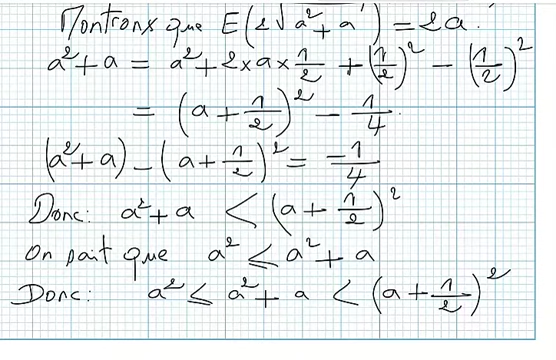 Montrons que E(2√a²+a) = 2a.
a²+a = a²+2×a×1/2 + (1/2)² - (1/2)²
= (a+1/2)² - 1/4.
(a²+a) - (a+1/2)² = -1/4
Donc: a²+a < (a+1/2)²
On sait que a² ≤ a²+a
Donc: a² ≤ a²+a < (a+1/2)²